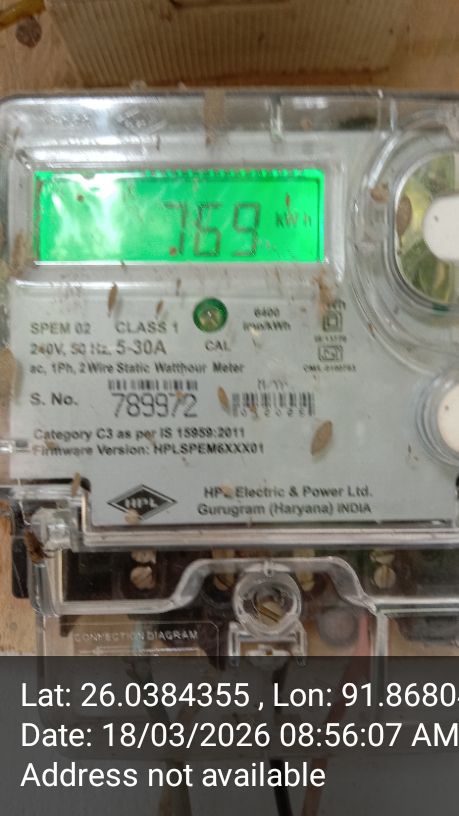 769 kWh
SPEM 02 CLASS 1
6400
imp/kWh
240V, 50 Hz, 5-30A
CAL
ac, 1Ph, 2 Wire Static Watthour Meter
S. No. 789972
Category C3 as per IS 15959:2011
Firmware Version: HPLSPEM6XXX01
HPL
HPL Electric & Power Ltd.
Gurugram (Haryana) INDIA
CONNECTION DIAGRAM
Lat: 26.0384355 , Lon: 91.8680
Date: 18/03/2026 08:56:07 AM
Address not available